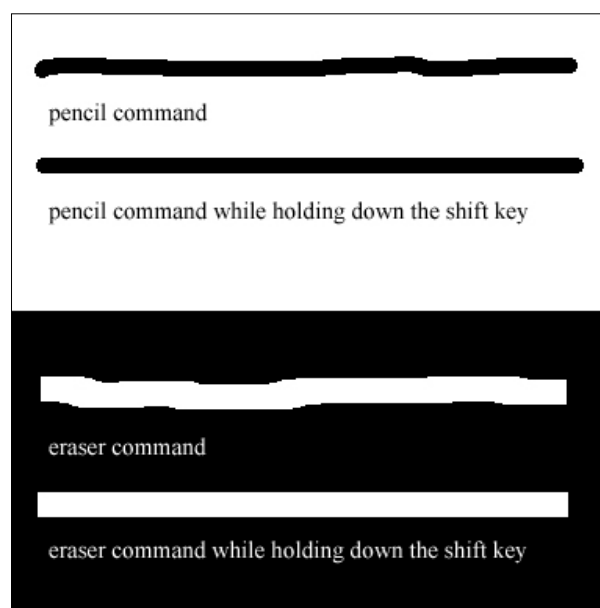 pencil command
pencil command while holding down the shift key
eraser command
eraser command while holding down the shift key